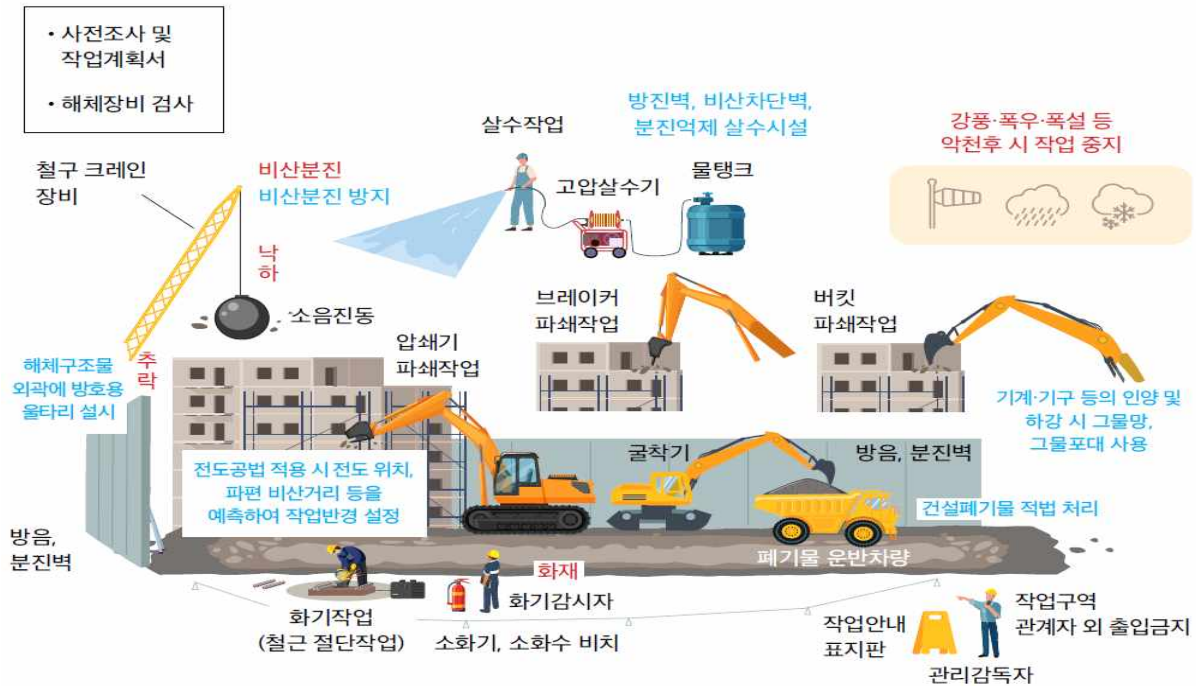 • 사전조사 및
작업계획서
• 해체장비 검사
살수작업
방진벽, 비산차단벽,
분진억제 살수시설
강풍·폭우·폭설 등
악천후 시 작업 중지
철구 크레인
장비
비산분진
비산분진 방지
고압살수기
물탱크
낙하
소음진동
브레이커
파쇄작업
버킷
파쇄작업
압쇄기
파쇄작업
해체구조물
외곽에 방호용
울타리 설시
추락
기계·기구 등의 인양 및
하강 시 그물망,
그물포대 사용
전도공법 적용 시 전도 위치,
파편 비산거리 등을
예측하여 작업반경 설정
굴착기
방음, 분진벽
건설폐기물 적법 처리
방음,
분진벽
폐기물 운반차량
화재
화기작업
(철근 절단작업)
화기감시자
소화기, 소화수 비치
작업안내
표지판
작업구역
관계자 외 출입금지
관리감독자